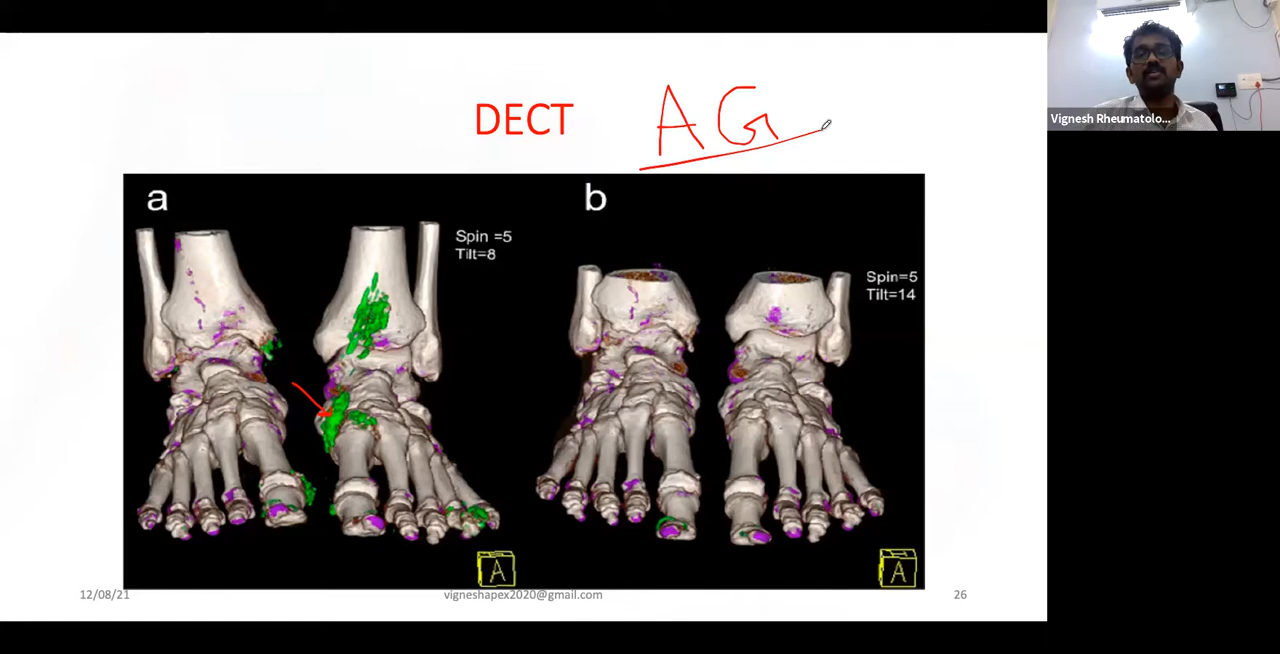 DECT AG
a
Spin =5
Tilt=8
b
Spin=5
Tilt=14
A
A
12/08/21
vigneshapex2020@gmail.com
26
Vignesh Rheumatolo...